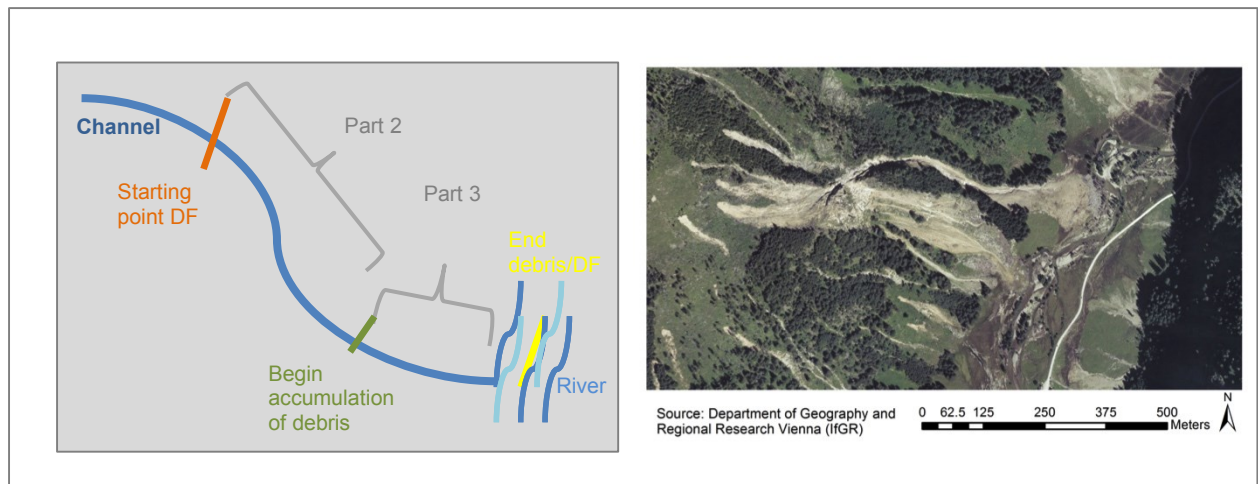 Channel
Part 2
Starting
point DF
Part 3
End
debris/DF
Begin
accumulation
of debris
River
Source: Department of Geography and
Regional Research Vienna (IfGR)
0 62.5 125 250 375 500
Meters
N